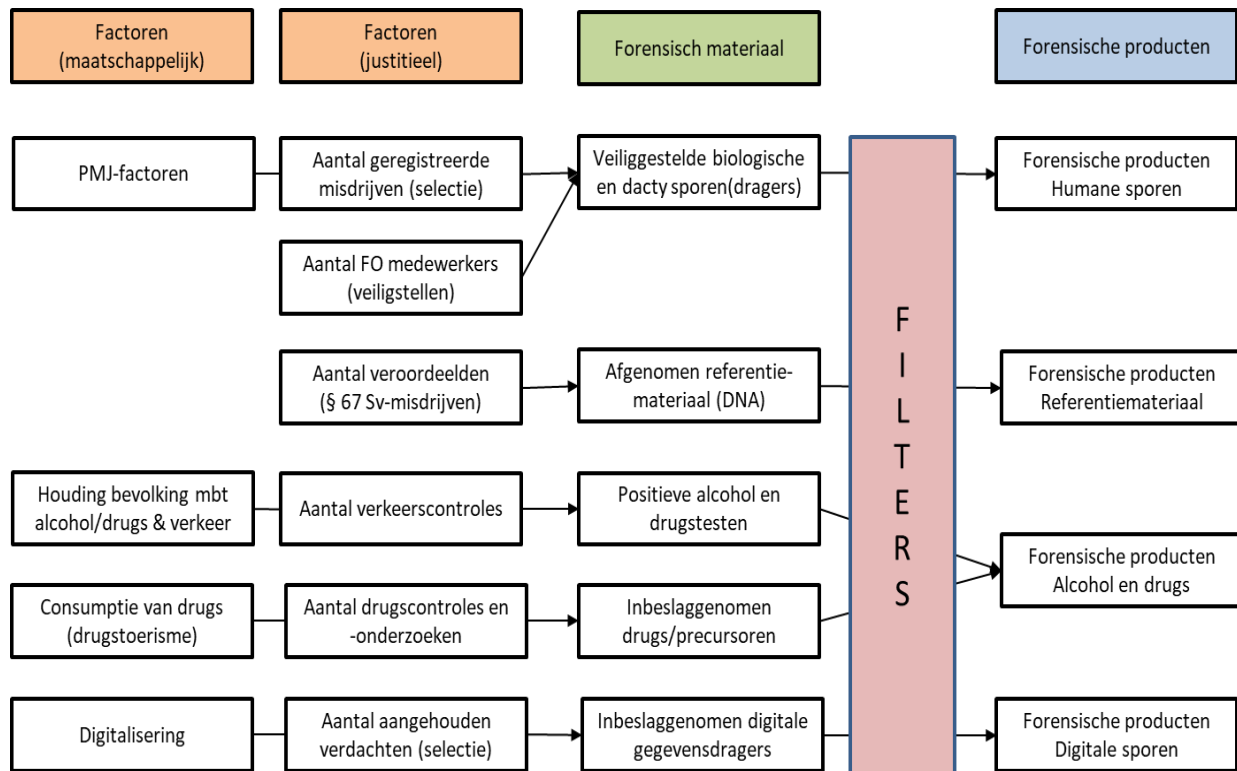 Factoren
(maatschappelijk)
Factoren
(justitieel)
Forensisch materiaal
Forensische producten
PMJ-factoren
Aantal geregistreerde
misdrijven (selectie)
Veiliggestelde biologische
en dacty sporen(dragers)
Forensische producten
Humane sporen
Aantal FO medewerkers
(veiligstellen)
Aantal veroordeelden
(§ 67 Sv-misdrijven)
Afgenomen referentie-
materiaal (DNA)
Forensische producten
Referentiemateriaal
Houding bevolking mbt
alcohol/drugs & verkeer
Aantal verkeerscontroles
Positieve alcohol en
drugstesten
Forensische producten
Alcohol en drugs
Consumptie van drugs
(drugstoerisme)
Aantal drugscontroles en
-onderzoeken
Inbeslaggenomen
drugs/precursoren
Digitalisering
Aantal aangehouden
verdachten (selectie)
Inbeslaggenomen digitale
gegevensdragers
Forensische producten
Digitale sporen
FILTERS